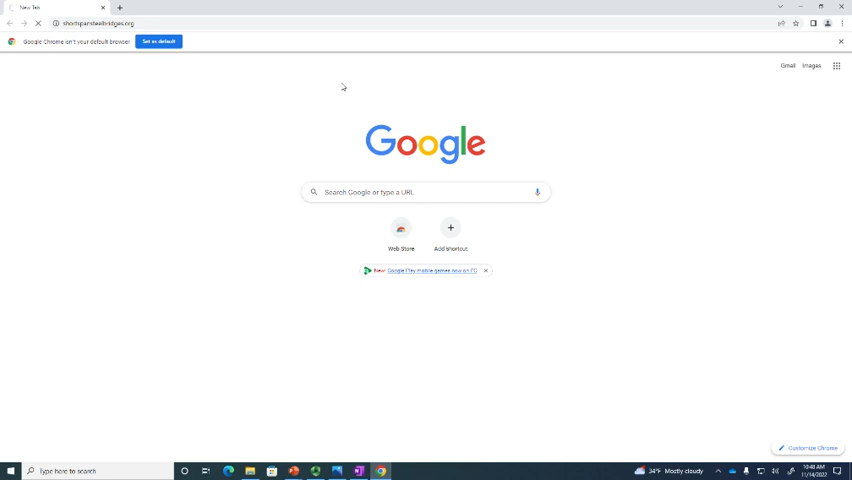 New Tab
shortspansteelbridges.org
Google Chrome isn't your default browser
Set as default
Gmail
Images
Google
Search Google or type a URL
Web Store
Add shortcut
New Google Play mobile games now on PC
Customize Chrome
Type here to search
34°F Mostly cloudy
10:48 AM
11/14/2022